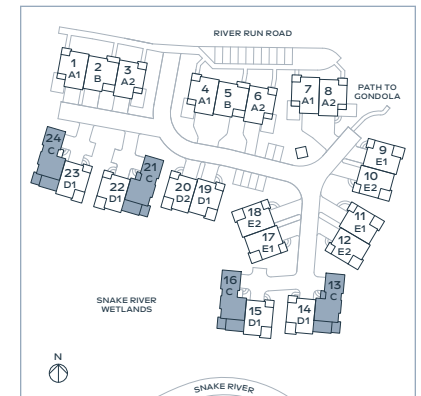 RIVER RUN ROAD
1
A1
2
B
3
A2
4
A1
5
B
6
A2
7
A1
8
A2
PATH TO
GONDOLA
24
C
23
D1
22
D1
21
C
20
D2
19
D1
9
E1
10
E2
11
E1
12
E2
18
E2
17
E1
16
C
15
D1
14
D1
13
C
SNAKE RIVER
WETLANDS
N
SNAKE RIVER